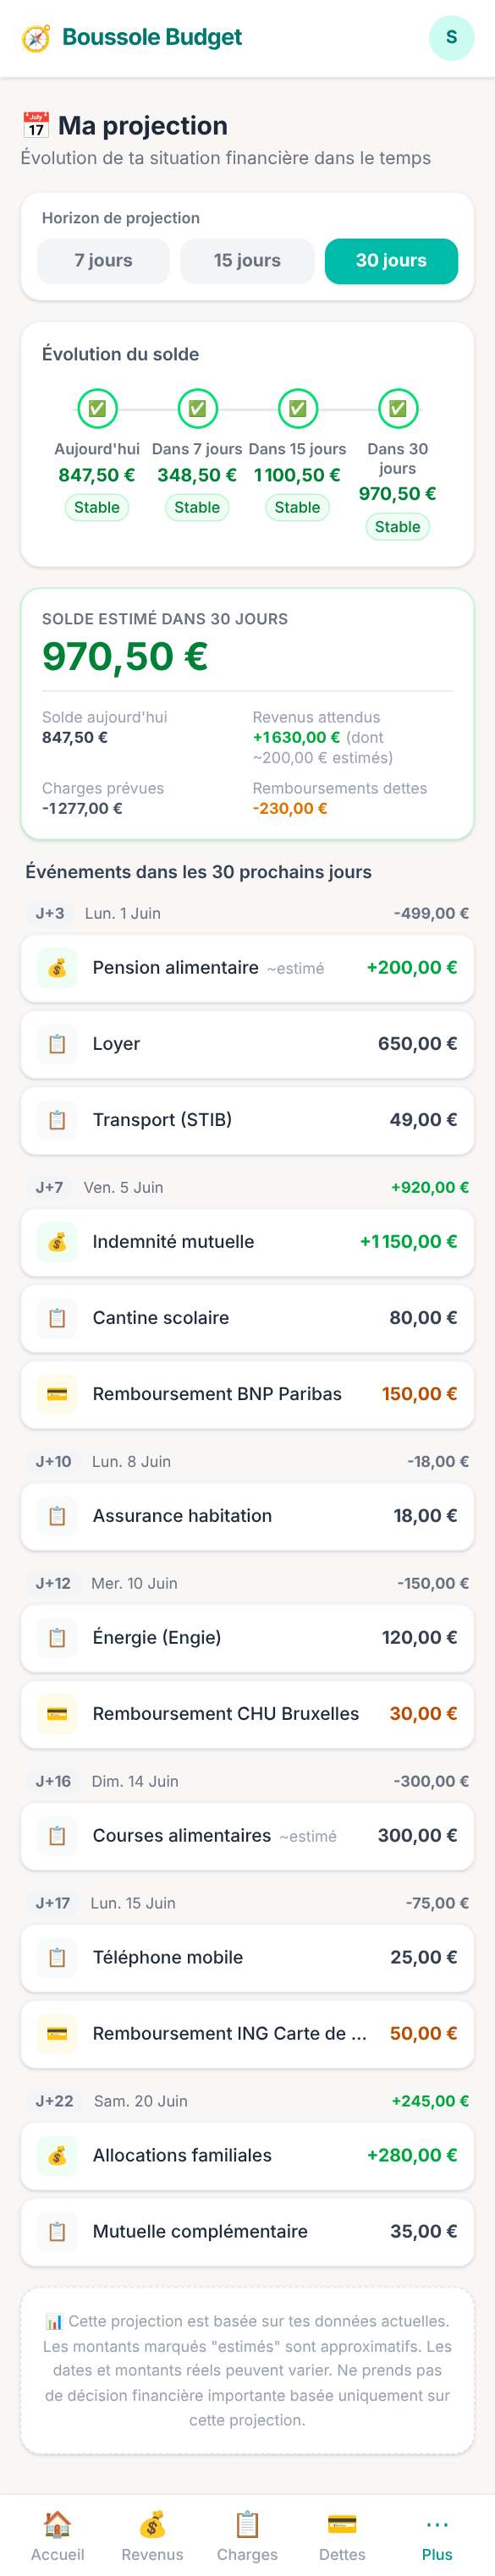 Boussole Budget
S
Ma projection
Évolution de ta situation financière dans le temps
Horizon de projection
7 jours
15 jours
30 jours
Évolution du solde
Aujourd'hui
847,50 €
Stable
Dans 7 jours
348,50 €
Stable
Dans 15 jours
1 100,50 €
Stable
Dans 30
jours
970,50 €
Stable
SOLDE ESTIMÉ DANS 30 JOURS
970,50 €
Solde aujourd'hui
847,50 €
Revenus attendus
+1 630,00 € (dont
~200,00 € estimés)
Charges prévues
-1 277,00 €
Remboursements dettes
-230,00 €
Événements dans les 30 prochains jours
J+3 Lun. 1 Juin -499,00 €
Pension alimentaire ~estimé +200,00 €
Loyer 650,00 €
Transport (STIB) 49,00 €
J+7 Ven. 5 Juin +920,00 €
Indemnité mutuelle +1 150,00 €
Cantine scolaire 80,00 €
Remboursement BNP Paribas 150,00 €
J+10 Lun. 8 Juin -18,00 €
Assurance habitation 18,00 €
J+12 Mer. 10 Juin -150,00 €
Énergie (Engie) 120,00 €
Remboursement CHU Bruxelles 30,00 €
J+16 Dim. 14 Juin -300,00 €
Courses alimentaires ~estimé 300,00 €
J+17 Lun. 15 Juin -75,00 €
Téléphone mobile 25,00 €
Remboursement ING Carte de ... 50,00 €
J+22 Sam. 20 Juin +245,00 €
Allocations familiales +280,00 €
Mutuelle complémentaire 35,00 €
Cette projection est basée sur tes données actuelles.
Les montants marqués "estimés" sont approximatifs. Les
dates et montants réels peuvent varier. Ne prends pas
de décision financière importante basée uniquement sur
cette projection.
Accueil
Revenus
Charges
Dettes
Plus